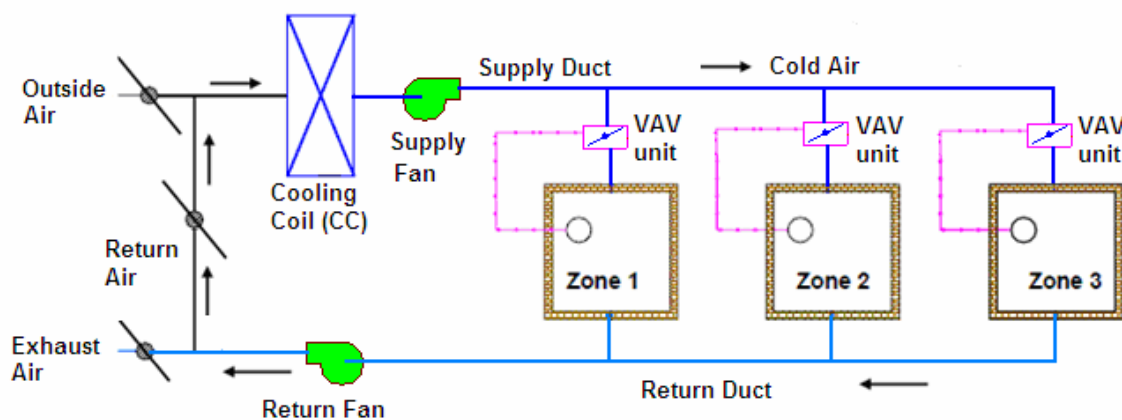 Outside
Air
Return
Air
Exhaust
Air
Cooling
Coil (CC)
Supply
Fan
Supply Duct
Cold Air
VAV
unit
VAV
unit
VAV
unit
Zone 1
Zone 2
Zone 3
Return Fan
Return Duct